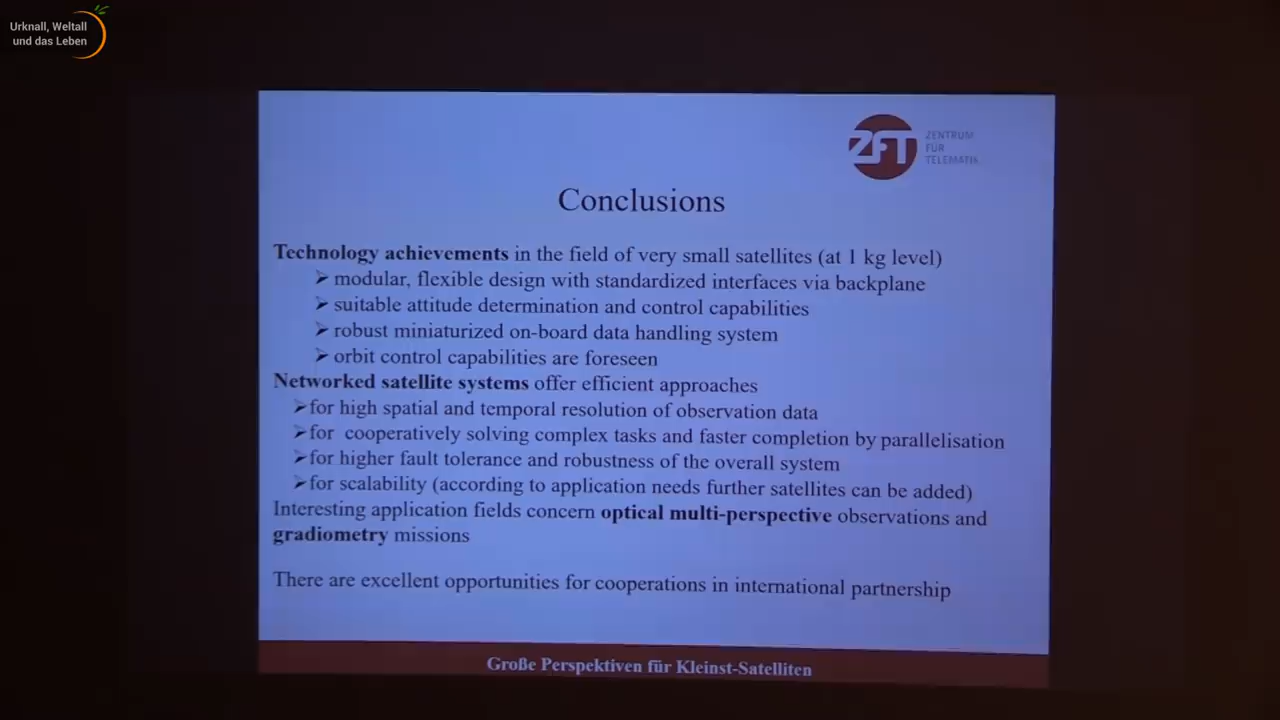 Urknall, Weltall
und das Leben
ZFT
ZENTRUM
FÜR
TELEMATIK
Conclusions
Technology achievements in the field of very small satellites (at 1 kg level)
➢ modular, flexible design with standardized interfaces via backplane
➢ suitable attitude determination and control capabilities
➢ robust miniaturized on-board data handling system
➢ orbit control capabilities are foreseen
Networked satellite systems offer efficient approaches
➢for high spatial and temporal resolution of observation data
➢for cooperatively solving complex tasks and faster completion by parallelisation
➢for higher fault tolerance and robustness of the overall system
➢for scalability (according to application needs further satellites can be added)
Interesting application fields concern optical multi-perspective observations and
gradiometry missions
There are excellent opportunities for cooperations in international partnership
Große Perspektiven für Kleinst-Satelliten